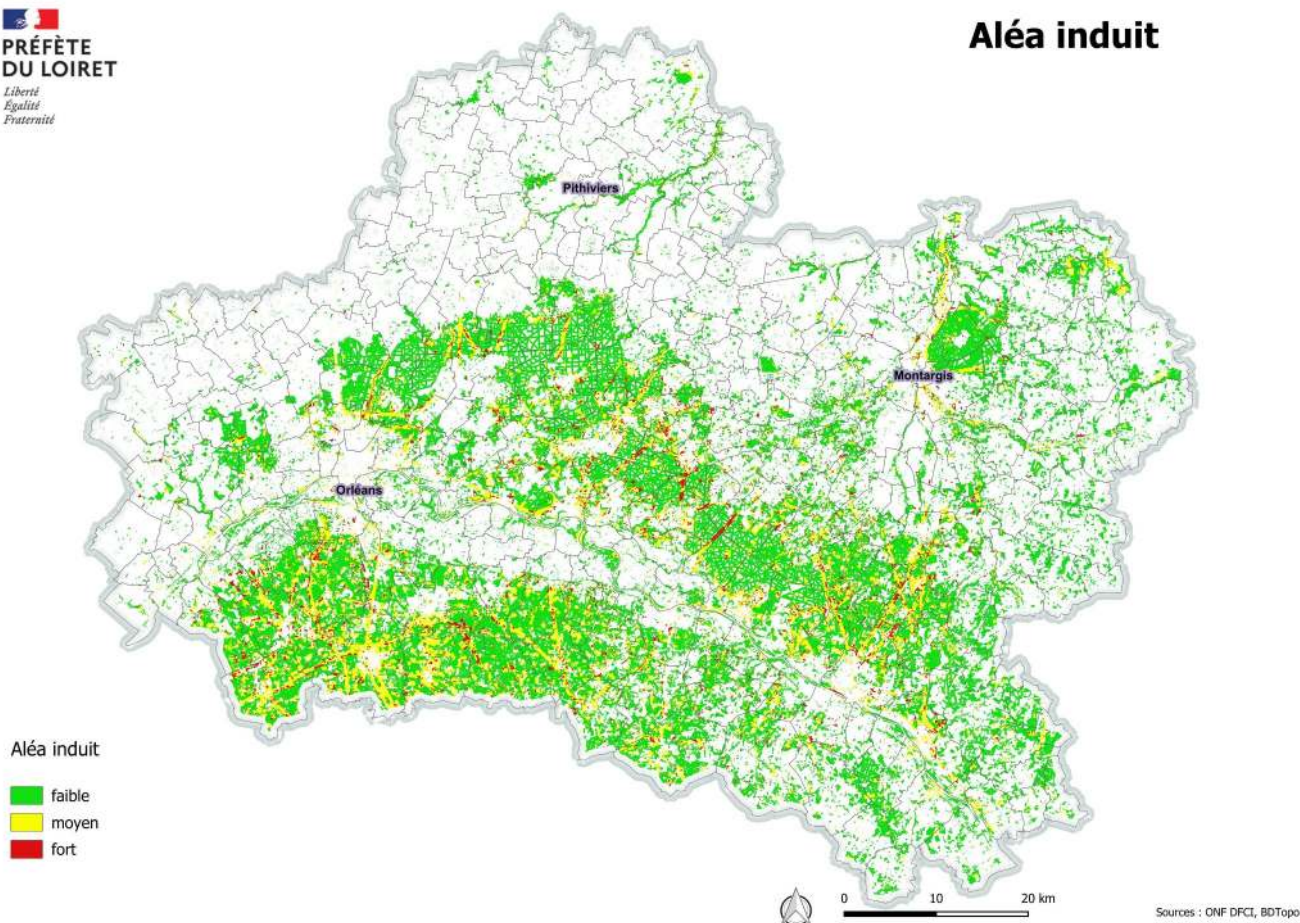 PRÉFÈTE
DU LOIRET
Liberté
Égalité
Fraternité
Aléa induit
Pithiviers
Montargis
Orléans
Aléa induit
faible
moyen
fort
0 10 20 km
Sources : ONF DFCI, BDTopo